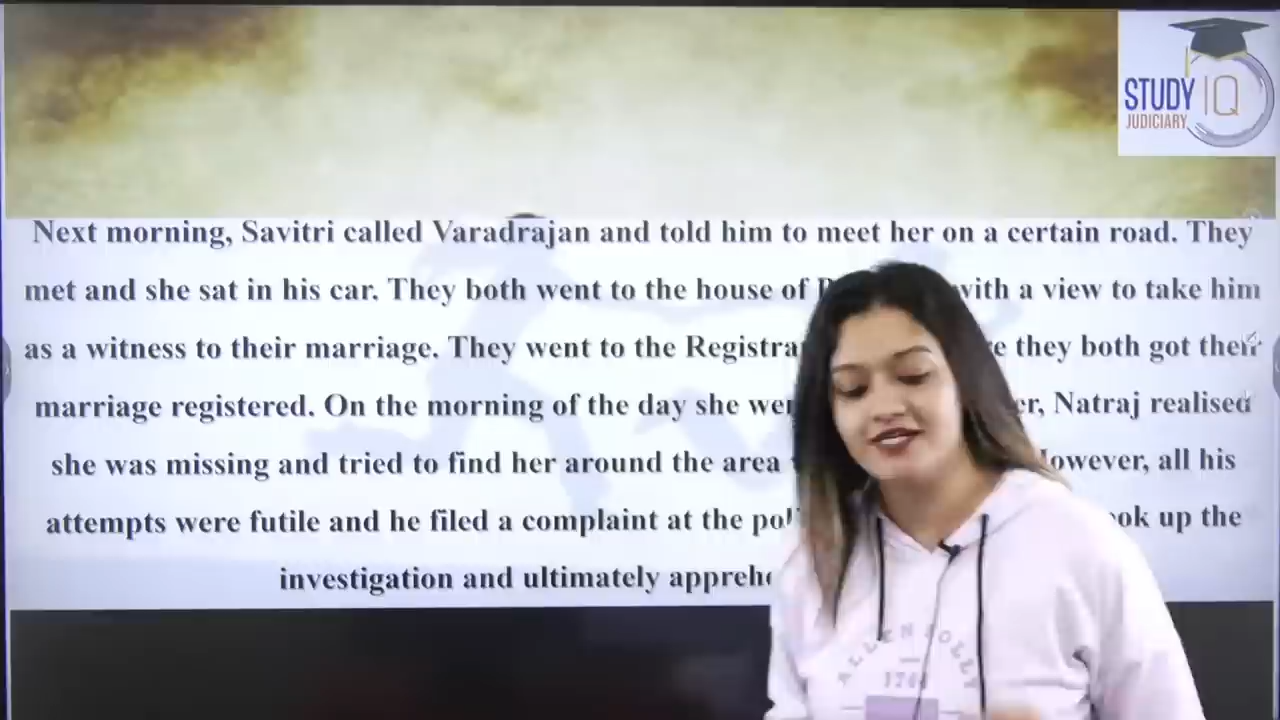 STUDY IQ
JUDICIARY
Next morning, Savitri called Varadrajan and told him to meet her on a certain road. They
met and she sat in his car. They both went to the house of with a view to take him
as a witness to their marriage. They went to the they both got their
marriage registered. On the morning of the day she Natraj realised
she was missing and tried to find her around the area However, all his
attempts were futile and he filed a complaint at the up the
investigation and ultimately
ALLEN SOLLY